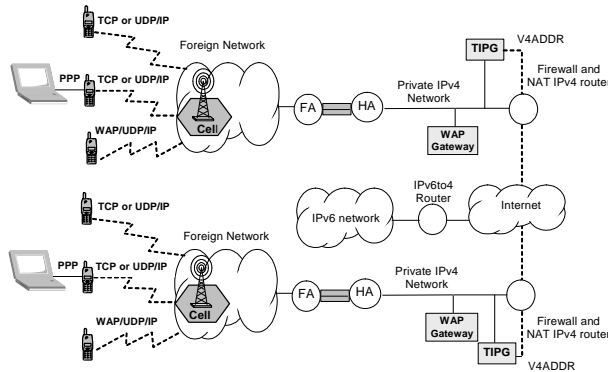 TCP or UDP/IP
Foreign Network
V4ADDR
TIPG
Firewall and
NAT IPv4 router
PPP
TCP or UDP/IP
Private IPv4
Network
FA
HA
Cell
WAP
Gateway
WAP/UDP/IP
IPv6to4
Router
IPv6 network
Internet
TCP or UDP/IP
Foreign Network
PPP
TCP or UDP/IP
Private IPv4
Network
FA
HA
Cell
WAP
Gateway
Firewall and
NAT IPv4 router
WAP/UDP/IP
TIPG
V4ADDR